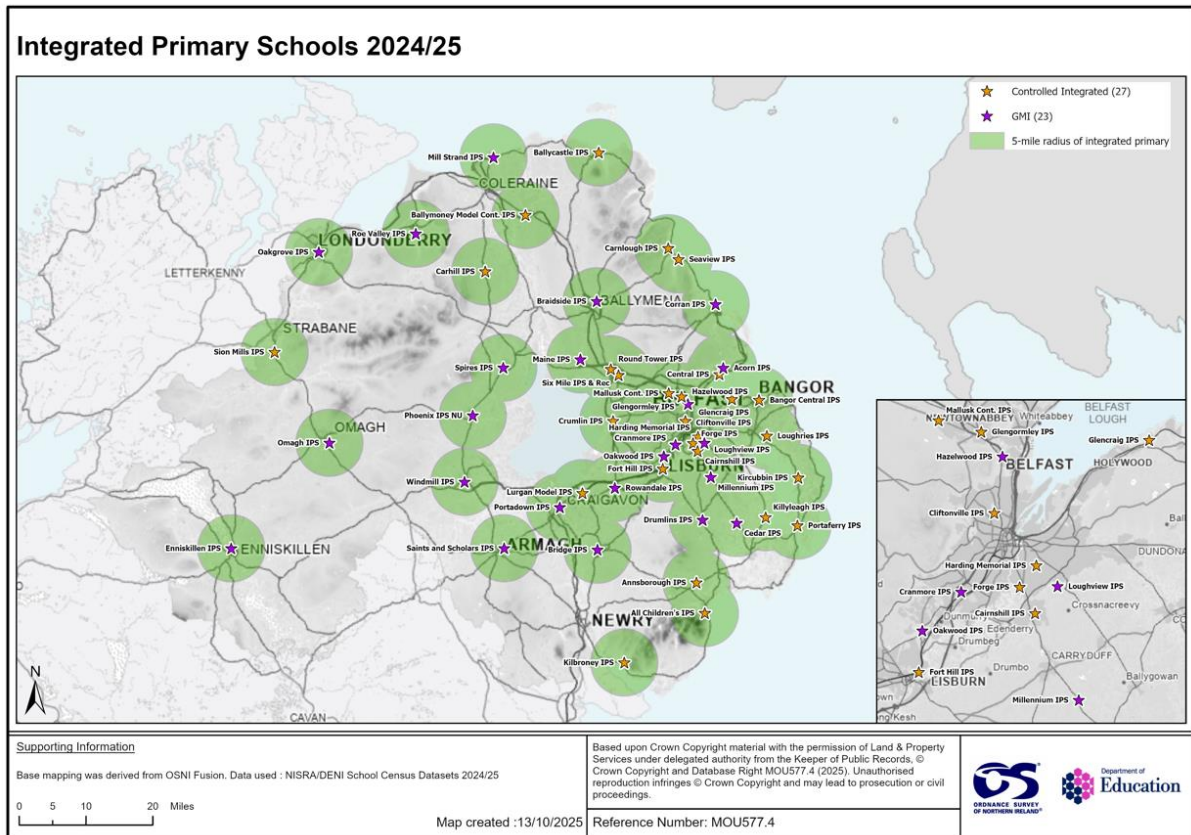 Integrated Primary Schools 2024/25
Controlled Integrated (27)
GMI (23)
5-mile radius of integrated primary
Mill Strand IPS
Ballycastle IPS
COLERAINE
Ballymoney Model Cont. IPS
Roe Valley IPS
LONDONDERRY
Oakgrove IPS
LETTERKENNY
Carnlough IPS
Seaview IPS
Carhill IPS
Braidside IPS
BALLYMENA
Corran IPS
STRABANE
Sion Mills IPS
Maine IPS
Round Tower IPS
Spires IPS
Six Mile IPS & Rec
Central IPS
Acorn IPS
BANGOR
Mallusk Cont. IPS
Hazelwood IPS
Bangor Central IPS
Glengormley IPS
Glencraig IPS
Phoenix IPS NU
Crumlin IPS
Cliftonville IPS
Harding Memorial IPS
Forge IPS
Loughries IPS
OMAGH
Omagh IPS
Cranmore IPS
Loughview IPS
Oakwood IPS
Cairnshill IPS
Fort Hill IPS
LISBURN
Kircubbin IPS
Windmill IPS
Rowandale IPS
Millennium IPS
Lurgan Model IPS
CRAIGAVON
Portadown IPS
Killyleagh IPS
Drumlins IPS
Cedar IPS
Portaferry IPS
Enniskillen IPS
ENNISKILLEN
Saints and Scholars IPS
ARMAGH
Bridge IPS
Annsborough IPS
All Children's IPS
NEWRY
Kilbroney IPS
CAVAN
N
Mallusk Cont. IPS
NEWTOWNABBEY
Whiteabbey
BELFAST
LOUGH
Glengormley IPS
Glencraig IPS
Hazelwood IPS
BELFAST
HOLYWOOD
Cliftonville IPS
DUNDONA
Harding Memorial IPS
Forge IPS
Loughview IPS
Cranmore IPS
Crossnacreevy
Cairnshill IPS
Dunmurry
Oakwood IPS
Edenderry
Drumbeg
CARRYDUFF
Fort Hill IPS
Drumbo
LISBURN
Ballygowan
Millennium IPS
ong Kesh
Supporting Information
Base mapping was derived from OSNI Fusion. Data used : NISRA/DENI School Census Datasets 2024/25
0 5 10 20 Miles
Map created :13/10/2025
Based upon Crown Copyright material with the permission of Land & Property
Services under delegated authority from the Keeper of Public Records, ©
Crown Copyright and Database Right MOU577.4 (2025). Unauthorised
reproduction infringes © Crown Copyright and may lead to prosecution or civil
proceedings.
Reference Number: MOU577.4
OS
ORDNANCE SURVEY
OF NORTHERN IRELAND®
Department of
Education